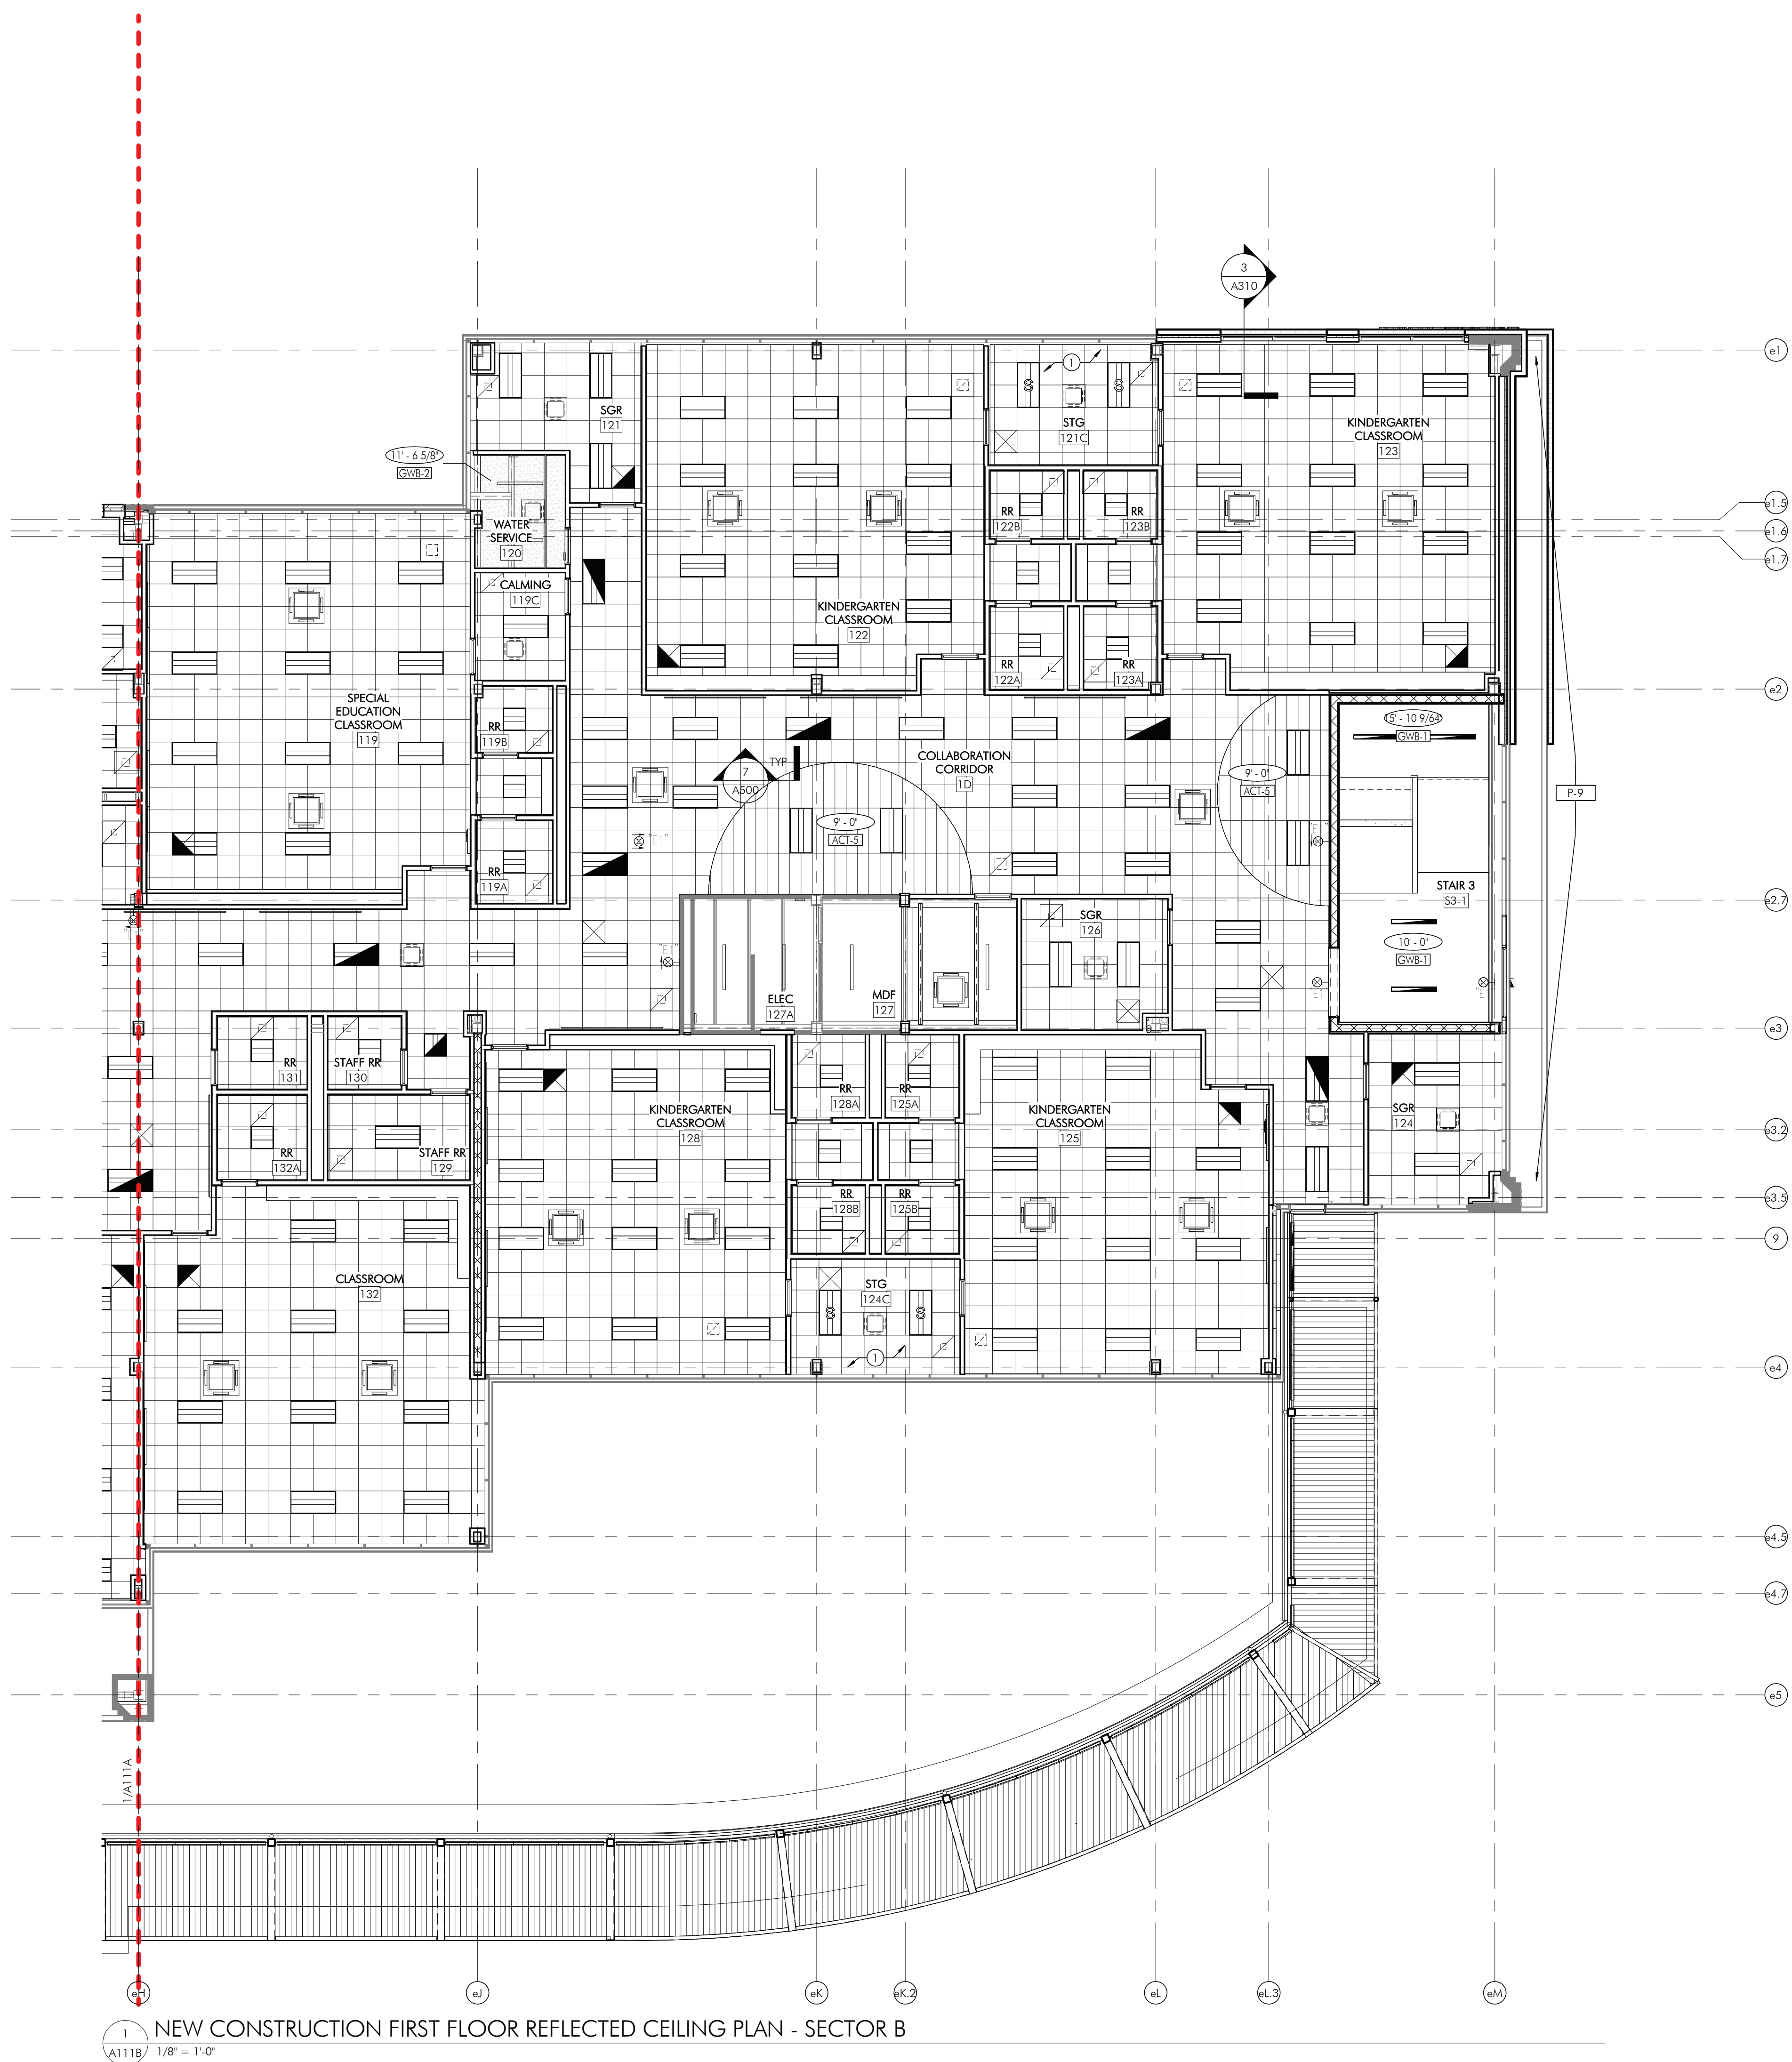 3
A310
e1
1
S
S
SGR
121
STG
121C
KINDERGARTEN
CLASSROOM
123
11' - 6 5/8"
GWB-2
e1.5
e1.6
e1.7
WATER
SERVICE
120
RR
122B
RR
123B
CALMING
119C
KINDERGARTEN
CLASSROOM
122
RR
122A
RR
123A
e2
SPECIAL
EDUCATION
CLASSROOM
119
RR
119B
15' - 10 9/64"
GWB-1
TYP
7
A500
COLLABORATION
CORRIDOR
1D
9' - 0"
ACT-5
P-9
9' - 0"
ACT-5
"E1"
"E1"
RR
119A
STAIR 3
S3-1
e2.7
SGR
126
"E1"
"E1"
10' - 0"
GWB-1
ELEC
127A
MDF
127
"E1"
"E1"
e3
RR
131
STAFF RR
130
RR
128A
RR
125A
KINDERGARTEN
CLASSROOM
128
KINDERGARTEN
CLASSROOM
125
SGR
124
e3.2
RR
132A
STAFF RR
129
RR
128B
RR
125B
e3.5
9
CLASSROOM
132
STG
124C
S
S
1
e4
e4.5
e4.7
e5
1/A111A
eH
eJ
eK
eK.2
eL
eL.3
eM
1
A111B
NEW CONSTRUCTION FIRST FLOOR REFLECTED CEILING PLAN - SECTOR B
1/8" = 1'-0"